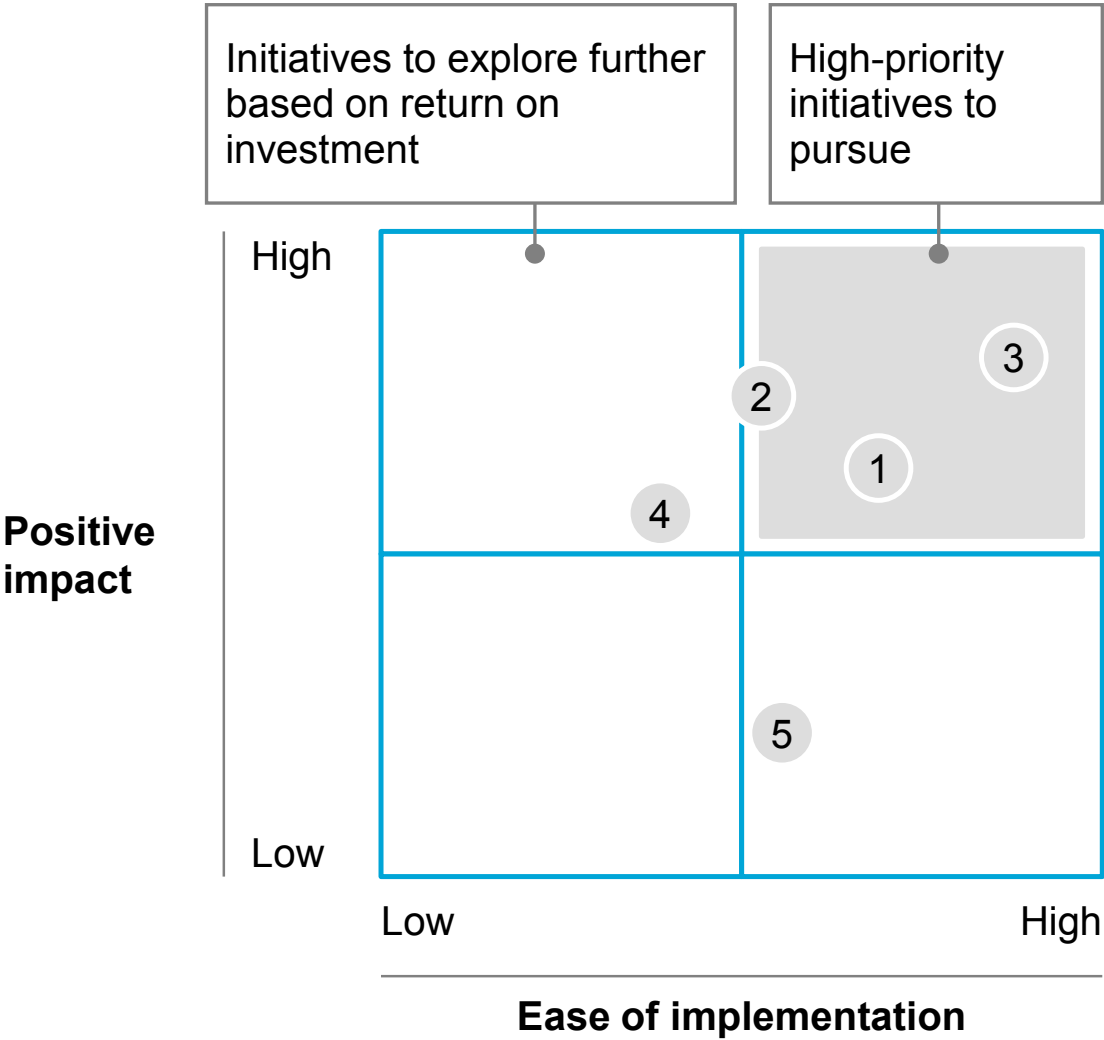 Initiatives to explore further
based on return on
investment
High-priority
initiatives to
pursue
High
3
2
1
4
Positive
impact
5
Low
Low
High
Ease of implementation